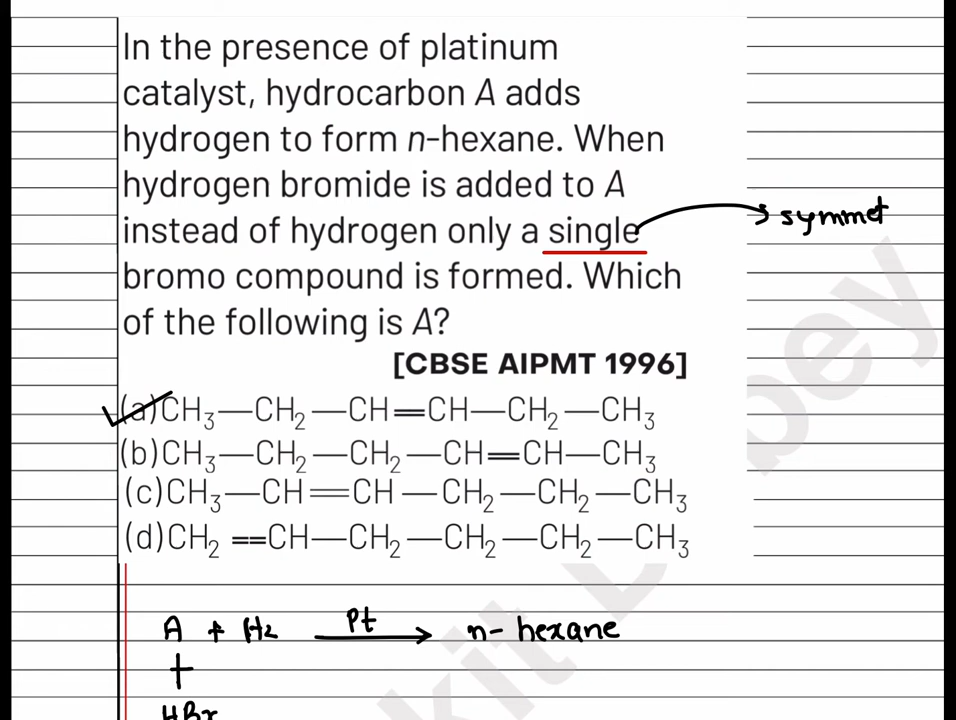 In the presence of platinum
catalyst, hydrocarbon A adds
hydrogen to form n-hexane. When
hydrogen bromide is added to A
instead of hydrogen only a single → symmet
bromo compound is formed. Which
of the following is A?
[CBSE AIPMT 1996]
(a) CH₃—CH₂—CH=CH—CH₂—CH₃
(b) CH₃—CH₂—CH₂—CH=CH—CH₃
(c) CH₃—CH=CH—CH₂—CH₂—CH₃
(d) CH₂=CH—CH₂—CH₂—CH₂—CH₃
A + H₂ —Pt→ n-hexane
+
HBr